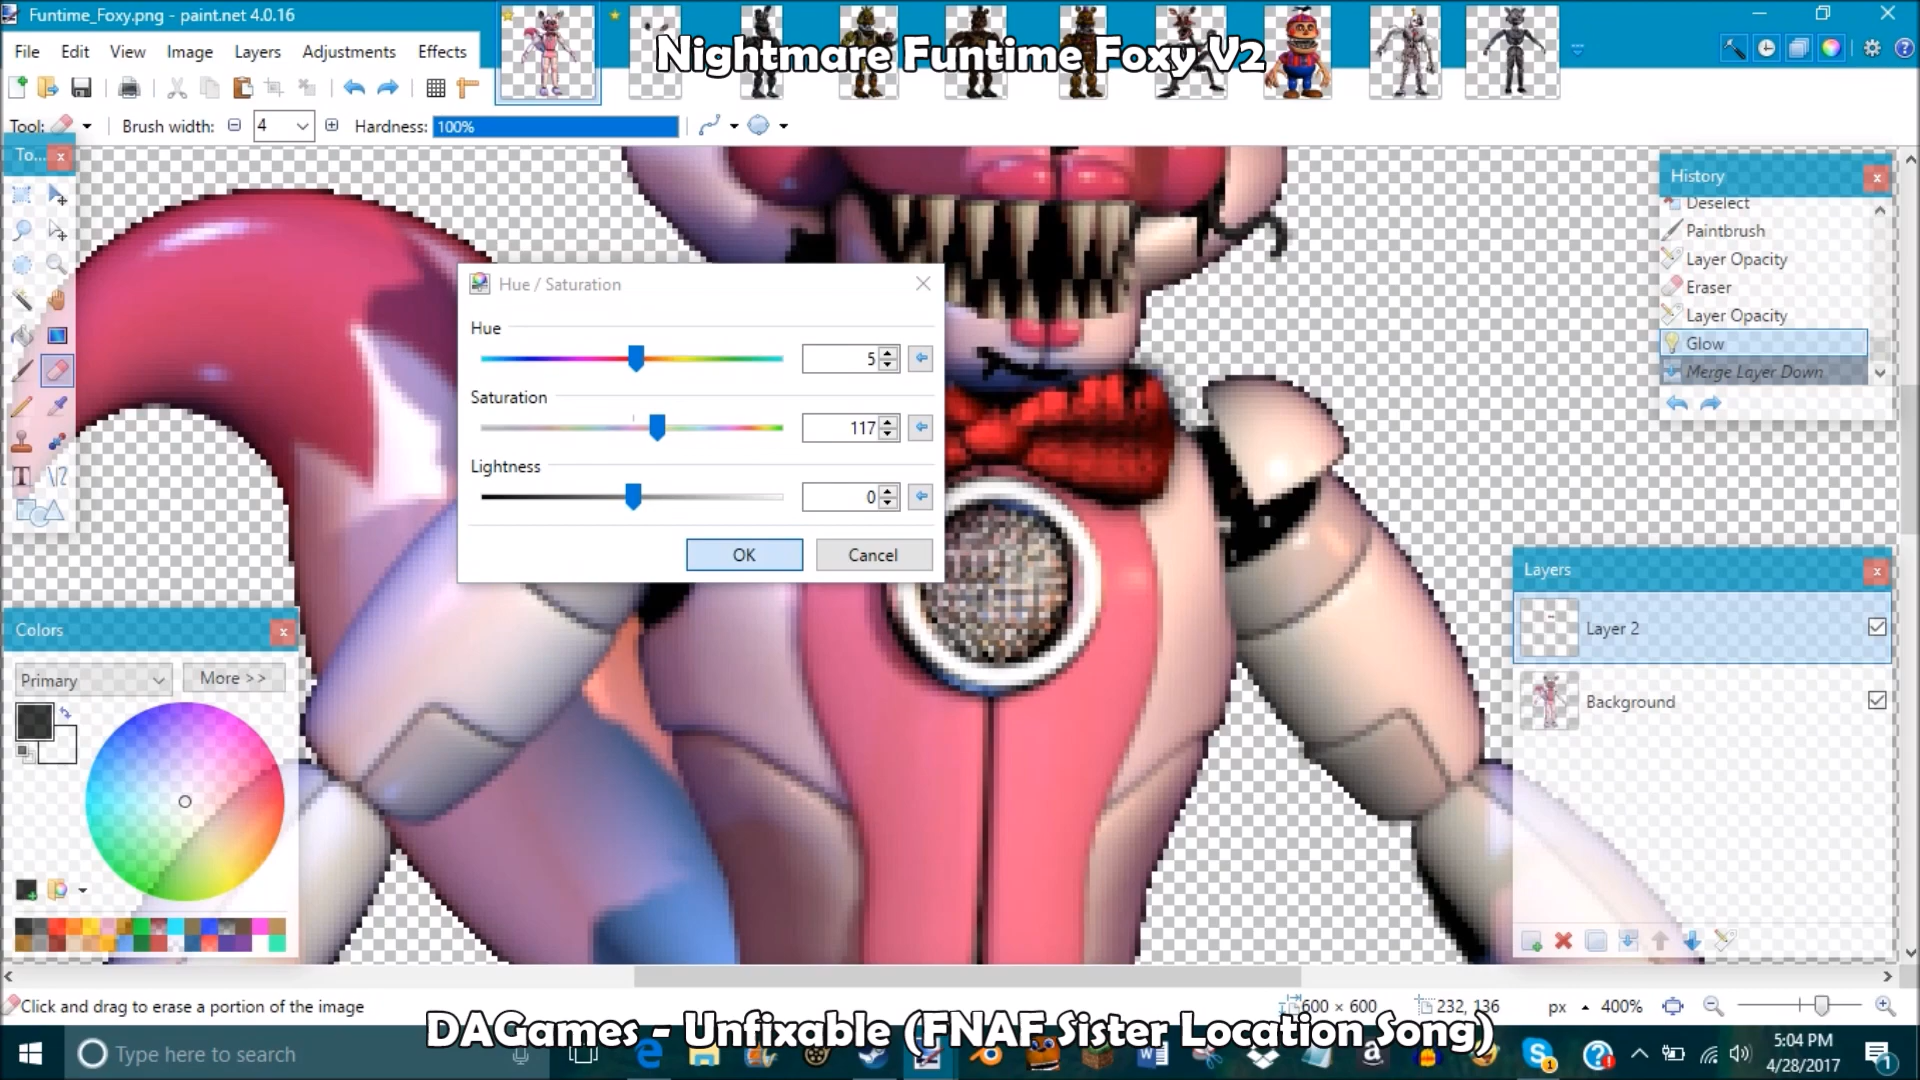 Funtime_Foxy.png - paint.net 4.0.16
File Edit View Image Layers Adjustments Effects
Nightmare Funtime Foxy V2
Tool: Brush width: 4 Hardness: 100%
To...
History
Deselect
Paintbrush
Layer Opacity
Eraser
Layer Opacity
Glow
Merge Layer Down
Hue / Saturation
Hue
5
Saturation
117
Lightness
0
OK Cancel
Layers
Layer 2
Background
Colors
Primary More >>
Click and drag to erase a portion of the image
600 × 600 232, 136 px 400%
DAGames - Unfixable (FNAF Sister Location Song)
Type here to search
5:04 PM
4/28/2017